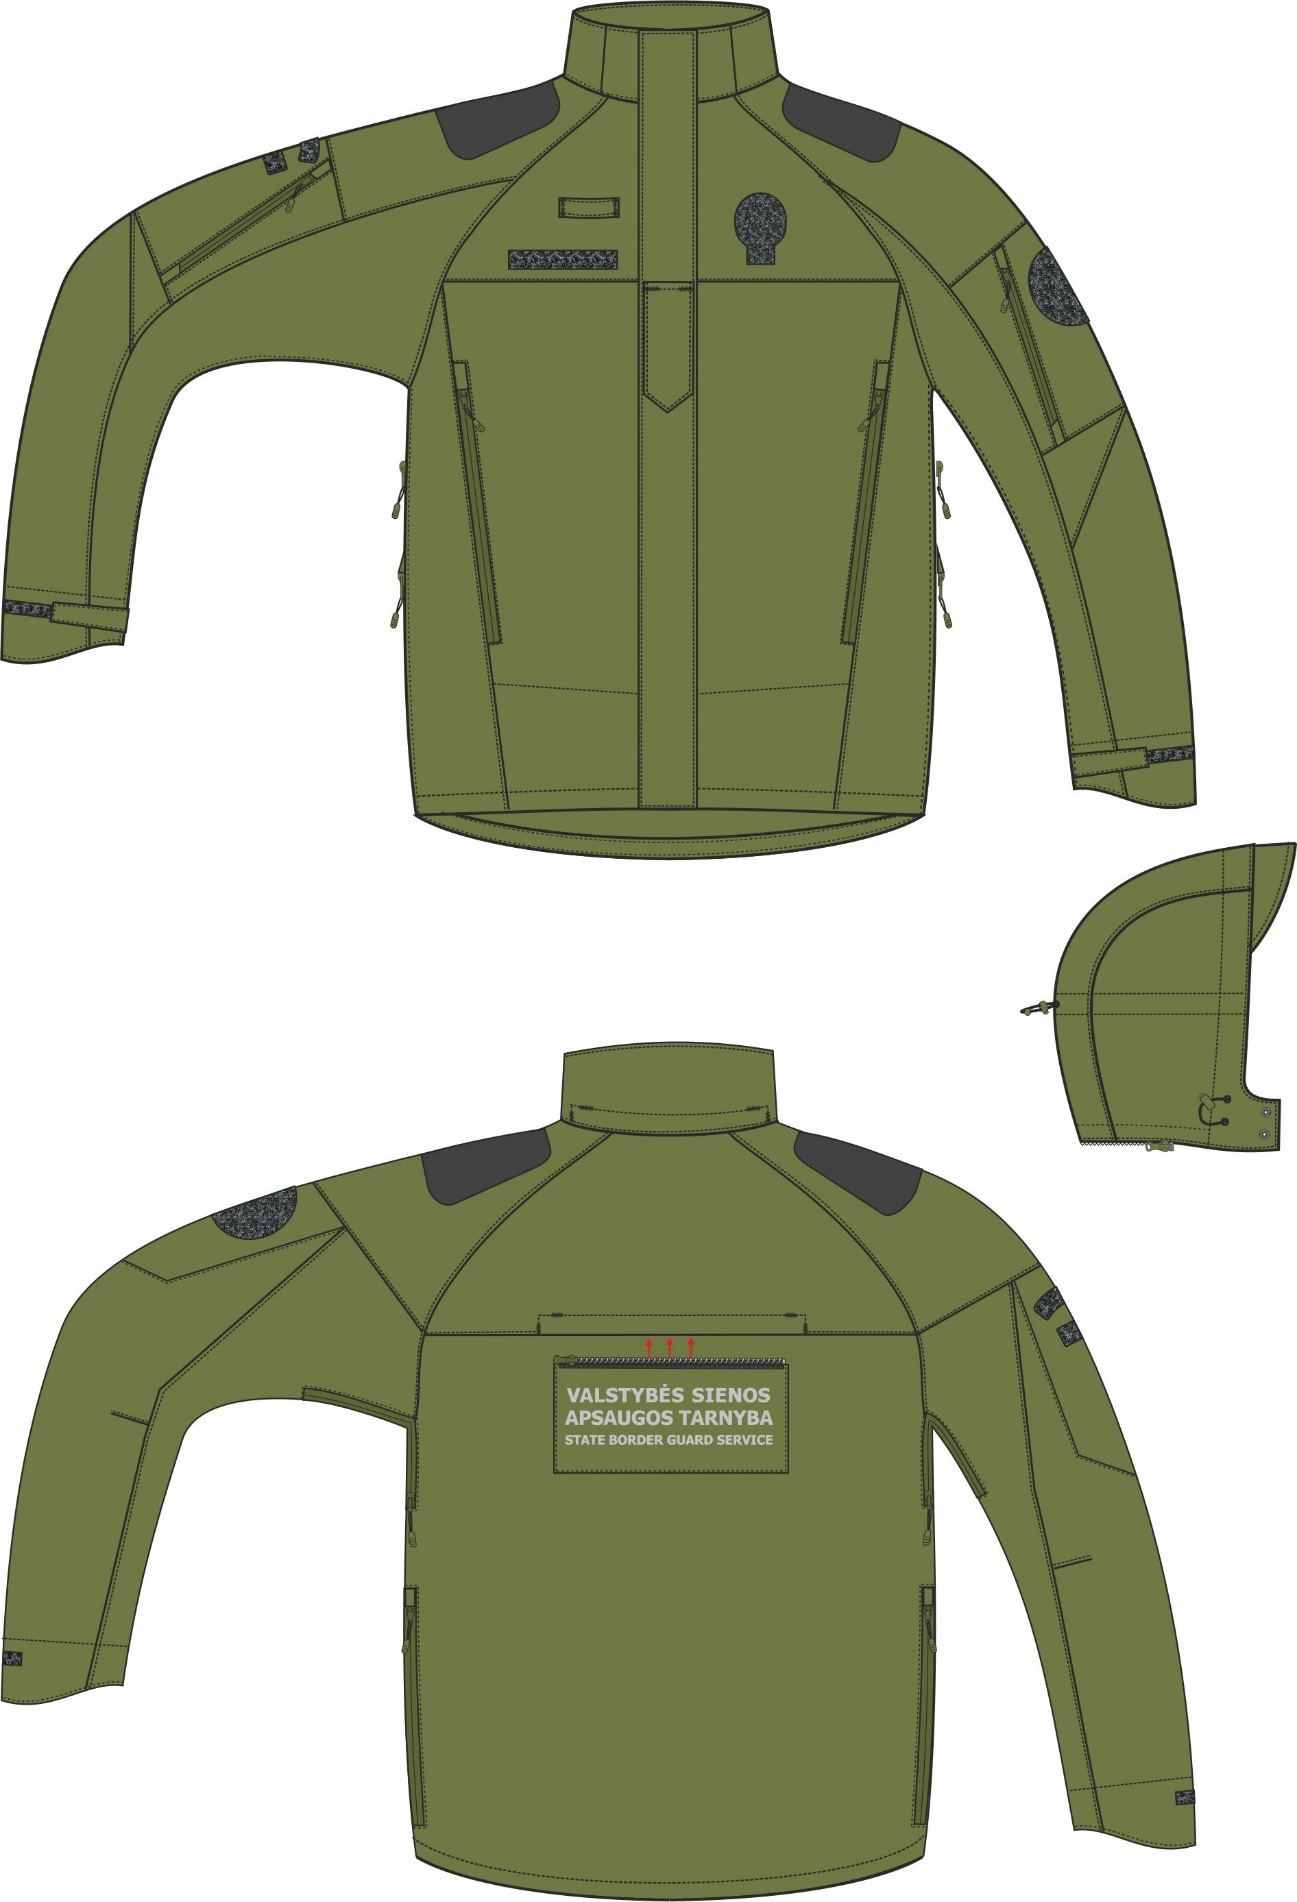 VALSTYBĖS SIENOS
APSAUGOS TARNYBA
STATE BORDER GUARD SERVICE